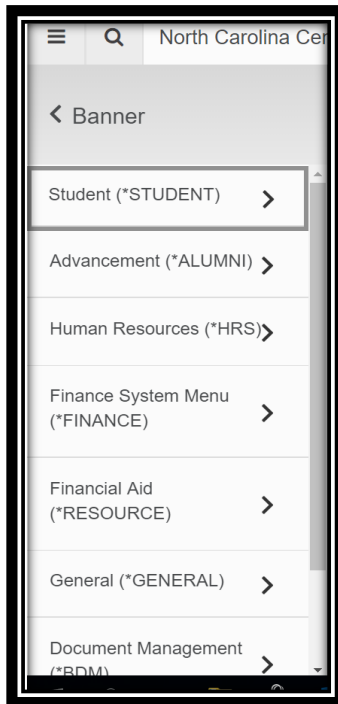 North Carolina Cer
Banner
Student (*STUDENT)
Advancement (*ALUMNI)
Human Resources (*HRS)
Finance System Menu
(*FINANCE)
Financial Aid
(*RESOURCE)
General (*GENERAL)
Document Management
(*BDM)